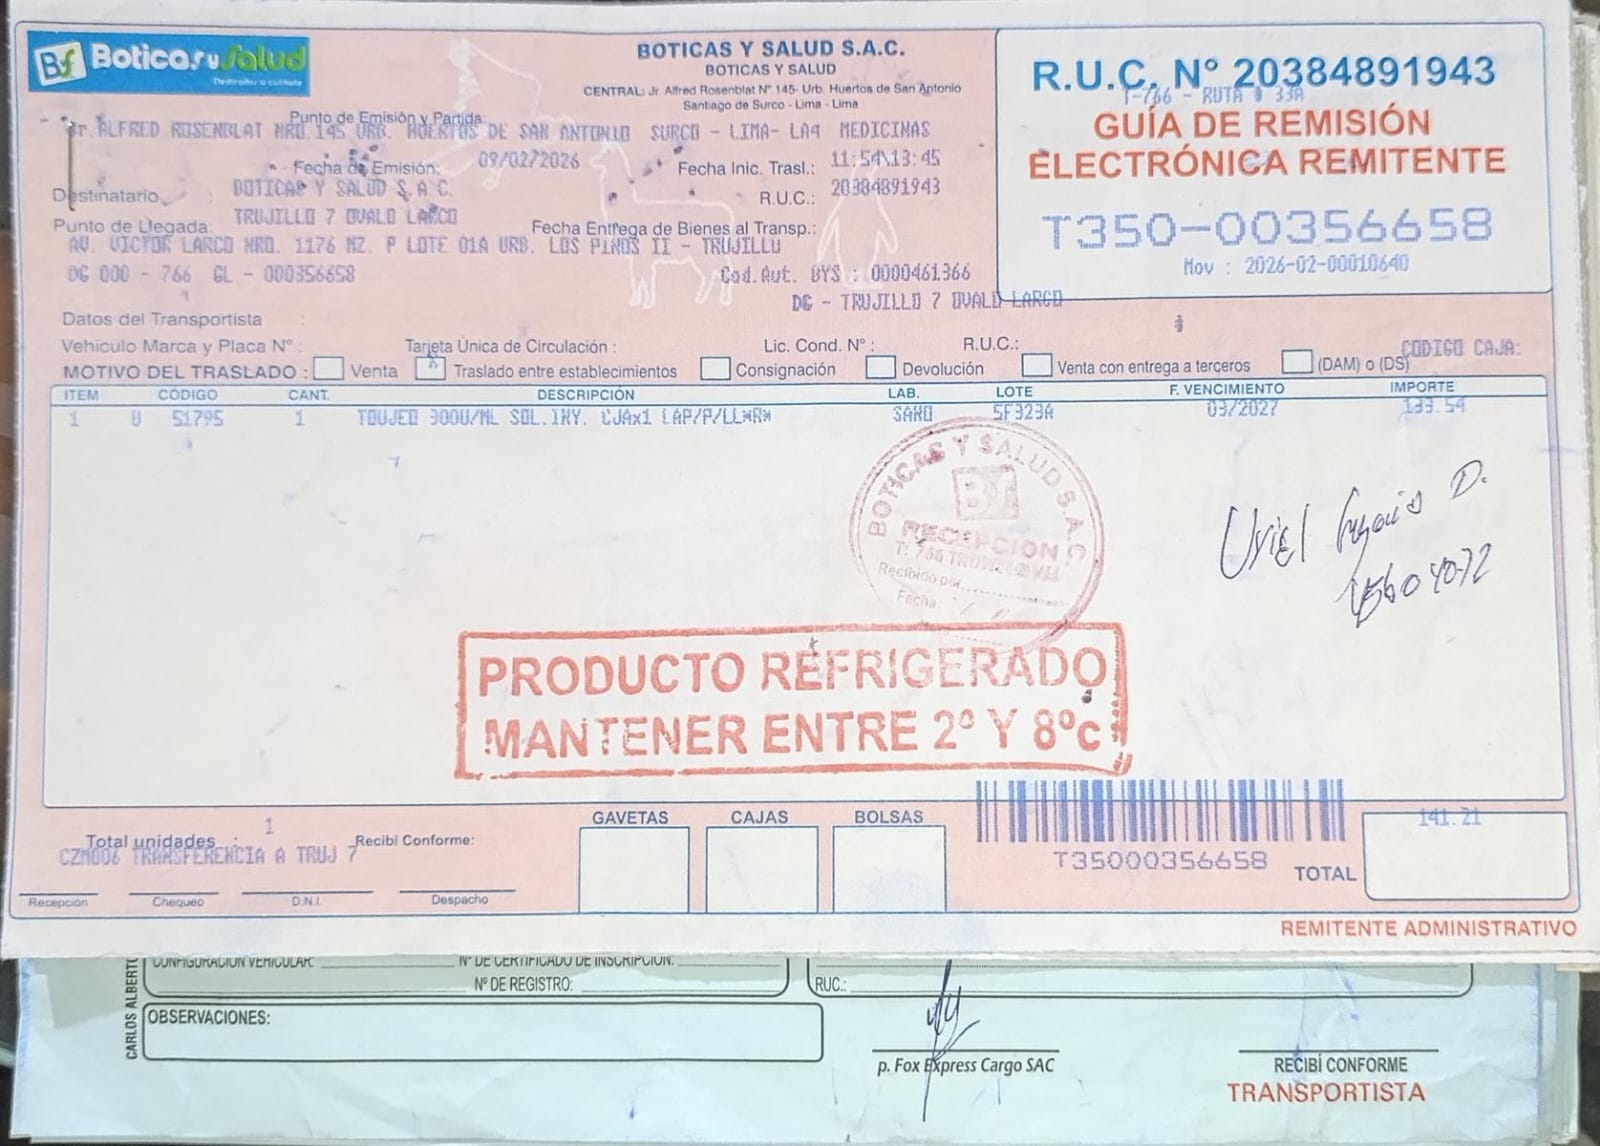 Boticas y Salud
Dedicados a cuidarte
BOTICAS Y SALUD S.A.C.
BOTICAS Y SALUD
CENTRAL: Jr. Alfred Rosenblat N° 145- Urb. Huertos de San Antonio
Santiago de Surco - Lima - Lima
R.U.C. N° 20384891943
T-766 - RUTA # 33A
GUÍA DE REMISIÓN
ELECTRÓNICA REMITENTE
T350-00356658
Mov : 2026-02-00010640
Punto de Emisión y Partida:
Jr. ALFRED ROSENBLAT NRO.145 URB. HUERTOS DE SAN ANTONIO SURCO - LIMA- LA4 MEDICINAS
Fecha de Emisión: 09/02/2026 Fecha Inic. Trasl.: 11:54\13:45
Destinatario : BOTICAS Y SALUD S.A.C. R.U.C.: 20384891943
Punto de Llegada: TRUJILLO 7 OVALO LARCO Fecha Entrega de Bienes al Transp.:
AV. VICTOR LARCO NRO. 1176 MZ. P LOTE 01A URB. LOS PINOS II - TRUJILLO
DG 000 - 766 GL - 000356658 Cod.Aut. BYS : 0000461366
DG - TRUJILLO 7 OVALO LARCO
Datos del Transportista :
Vehiculo Marca y Placa N° : Tarjeta Única de Circulación : Lic. Cond. N° : R.U.C.: CODIGO CAJA:
MOTIVO DEL TRASLADO : Venta X Traslado entre establecimientos Consignación Devolución Venta con entrega a terceros (DAM) o (DS)
ITEM CÓDIGO CANT. DESCRIPCIÓN LAB. LOTE F. VENCIMIENTO IMPORTE
1 U 51795 1 TOUJEO 300U/ML SOL.INY. CJAx1 LAP/P/LL*R* SANO 5F323A 03/2027 133.54
BOTICAS Y SALUD S.A.C.
BY
RECEPCION
T: 766 TRUJILLO VII
Recibido por
Fecha: / /
Uriel
D.
PRODUCTO REFRIGERADO
MANTENER ENTRE 2° Y 8°c
GAVETAS CAJAS BOLSAS
Total unidades : 1 Recibí Conforme:
CZM006 TRANSFERENCIA A TRUJ 7
T35000356658
TOTAL 141.21
Recepción Chequeo D.N.I. Despacho
REMITENTE ADMINISTRATIVO
CONFIGURACION VEHICULAR: N° DE CERTIFICADO DE INSCRIPCION:
N° DE REGISTRO: RUC.:
CARLOS ALBERTO
OBSERVACIONES:
p. Fox Express Cargo SAC
RECIBÍ CONFORME
TRANSPORTISTA